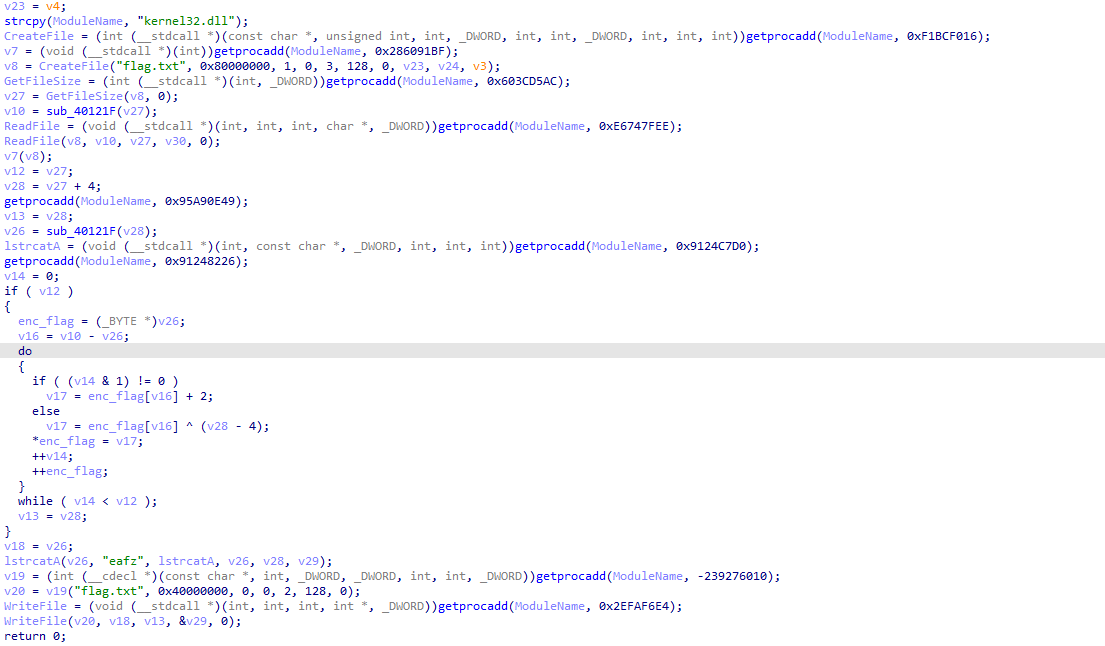 v23 = v4;
strcpy(ModuleName, "kernel32.dll");
CreateFile = (int (__stdcall *)(const char *, unsigned int, int, _DWORD, int, int, _DWORD, int, int, int))getprocadd(ModuleName, 0xF1BCF016);
v7 = (void (__stdcall *)(int))getprocadd(ModuleName, 0x286091BF);
v8 = CreateFile("flag.txt", 0x80000000, 1, 0, 3, 128, 0, v23, v24, v3);
GetFileSize = (int (__stdcall *)(int, _DWORD))getprocadd(ModuleName, 0x603CD5AC);
v27 = GetFileSize(v8, 0);
v10 = sub_40121F(v27);
ReadFile = (void (__stdcall *)(int, int, int, char *, _DWORD))getprocadd(ModuleName, 0xE6747FEE);
ReadFile(v8, v10, v27, v30, 0);
v7(v8);
v12 = v27;
v28 = v27 + 4;
getprocadd(ModuleName, 0x95A90E49);
v13 = v28;
v26 = sub_40121F(v28);
lstrcatA = (void (__stdcall *)(int, const char *, _DWORD, int, int, int))getprocadd(ModuleName, 0x9124C7D0);
getprocadd(ModuleName, 0x91248226);
v14 = 0;
if ( v12 )
{
enc_flag = (_BYTE *)v26;
v16 = v10 - v26;
do
{
if ( (v14 & 1) != 0 )
v17 = enc_flag[v16] + 2;
else
v17 = enc_flag[v16] ^ (v28 - 4);
*enc_flag = v17;
++v14;
++enc_flag;
}
while ( v14 < v12 );
v13 = v28;
}
v18 = v26;
lstrcatA(v26, "eafz", lstrcatA, v26, v28, v29);
v19 = (int (__cdecl *)(const char *, int, _DWORD, _DWORD, int, int, _DWORD))getprocadd(ModuleName, -239276010);
v20 = v19("flag.txt", 0x40000000, 0, 0, 2, 128, 0);
WriteFile = (void (__stdcall *)(int, int, int, int *, _DWORD))getprocadd(ModuleName, 0x2EFAF6E4);
WriteFile(v20, v18, v13, &v29, 0);
return 0;